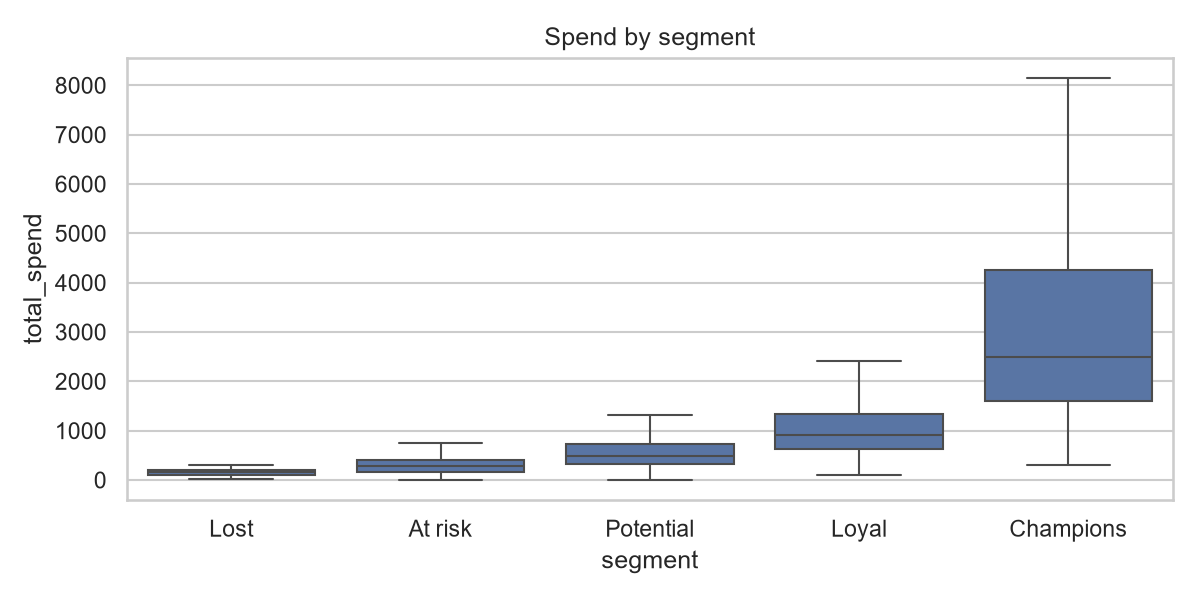 Spend by segment
8000
7000
6000
5000
4000
3000
2000
1000
0
total_spend
Lost
At risk
Potential
Loyal
Champions
segment